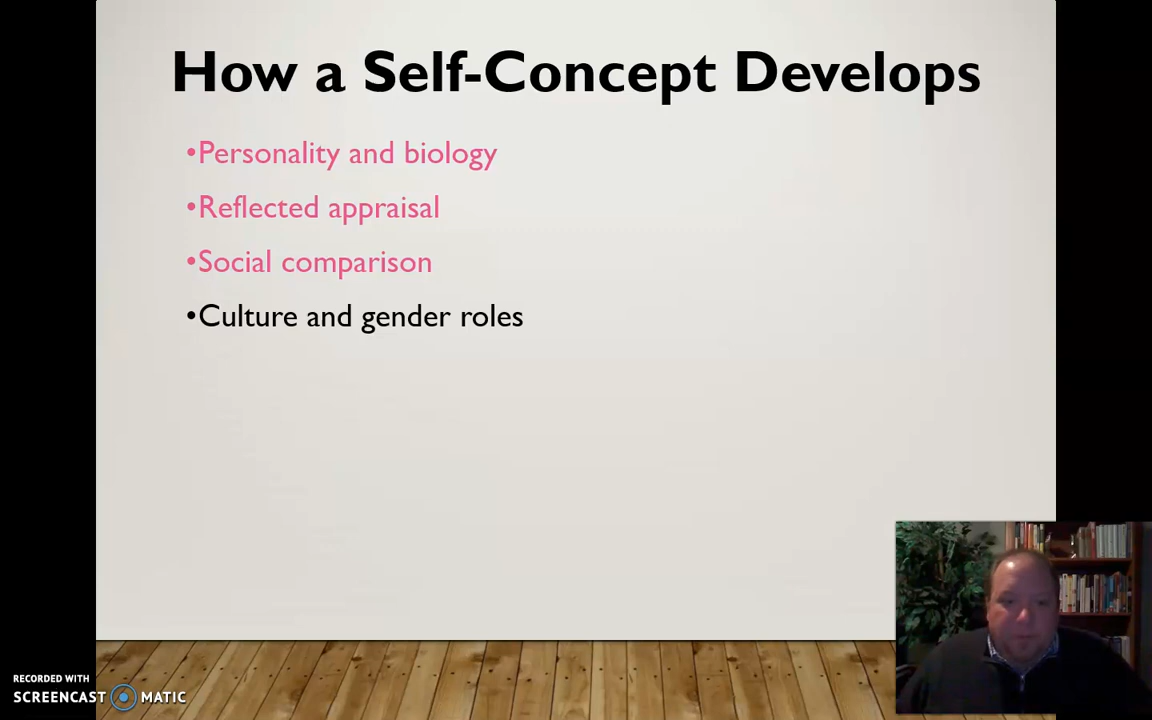 How a Self-Concept Develops
•Personality and biology
•Reflected appraisal
•Social comparison
•Culture and gender roles
RECORDED WITH
SCREENCAST MATIC